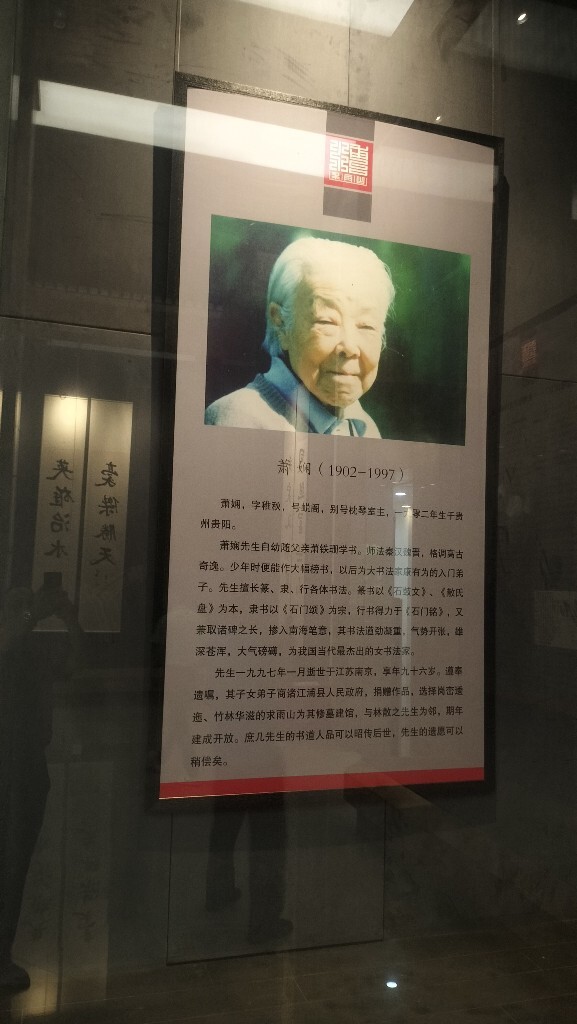 萧娴（1902-1997）
萧娴，字稚秋，号蜕阁，别号枕琴室主，一九零二年生于贵
州贵阳。
萧娴先生自幼随父亲萧铁珊学书。师法秦汉魏晋，格调高古
奇逸。少年时便能作大幅榜书，以后为大书法家康有为的入门弟
子。先生擅长篆、隶、行各体书法。篆书以《石鼓文》、《散氏
盘》为本，隶书以《石门颂》为宗，行书得力于《石门铭》，又
兼取诸碑之长，掺入南海笔意，其书法遒劲凝重，气势开张，雄
深苍浑，大气磅礴，为我国当代最杰出的女书法家。
先生一九九七年一月逝世于江苏南京，享年九十六岁。遵奉
遗嘱，其子女弟子商诸江浦县人民政府，捐赠作品，选择岗峦逶
迤、竹林华滋的求雨山为其修墓建馆，与林散之先生为邻，期年
建成开放。庶几先生的书道人品可以昭传后世，先生的遗愿可以
稍偿矣。
豪杰胜天
英雄治水